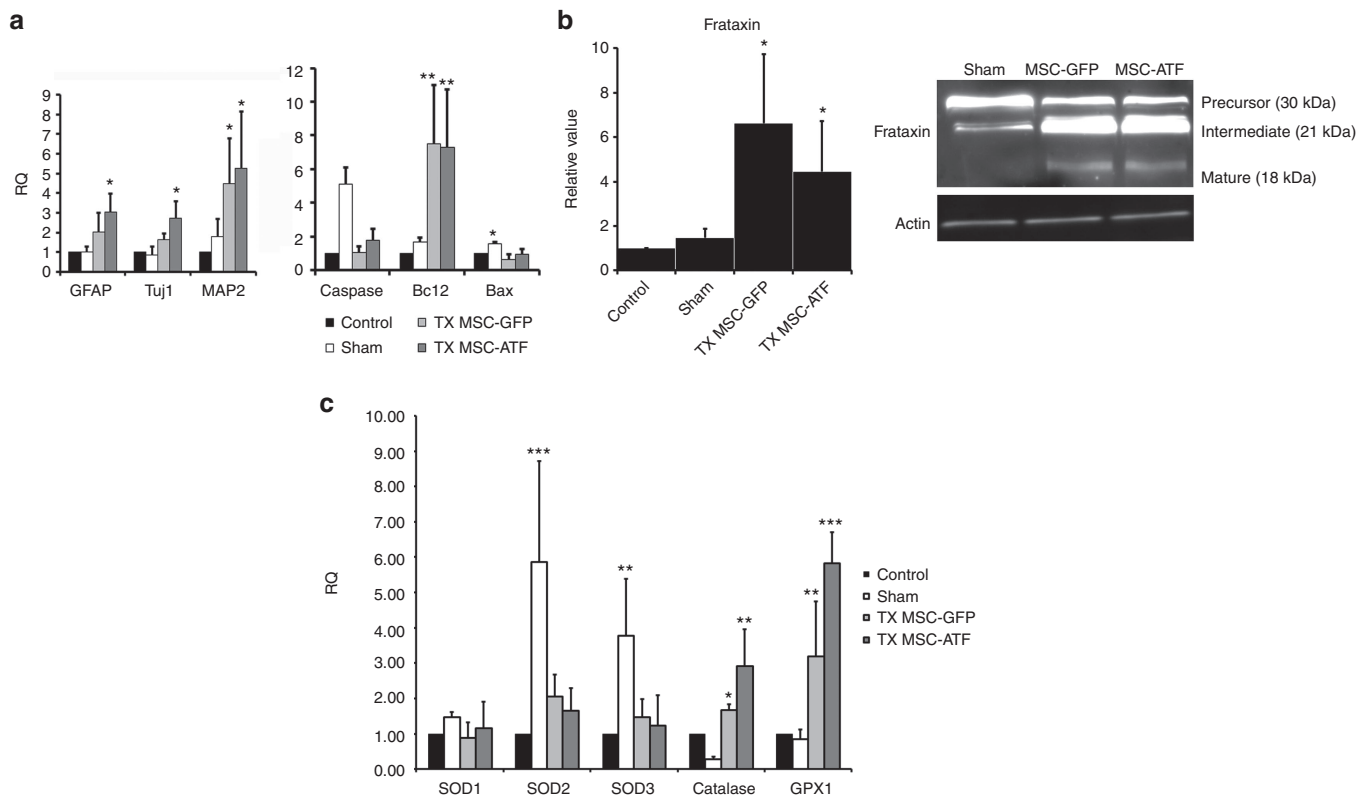 a
RQ
9
8
7
6
5
4
3
2
1
0
*
*
*
*
GFAP Tuj1 MAP2
12
10
8
6
4
2
0
**
**
*
Caspase Bc12 Bax
Control TX MSC-GFP
Sham TX MSC-ATF
b
Frataxin
Relative value
10
8
6
4
2
0
*
*
Control
Sham
TX MSC-GFP
TX MSC-ATF
Sham MSC-GFP MSC-ATF
Frataxin
Precursor (30 kDa)
Intermediate (21 kDa)
Mature (18 kDa)
Actin
c
RQ
10.00
9.00
8.00
7.00
6.00
5.00
4.00
3.00
2.00
1.00
0.00
***
**
*
**
**
***
SOD1 SOD2 SOD3 Catalase GPX1
Control
Sham
TX MSC-GFP
TX MSC-ATF